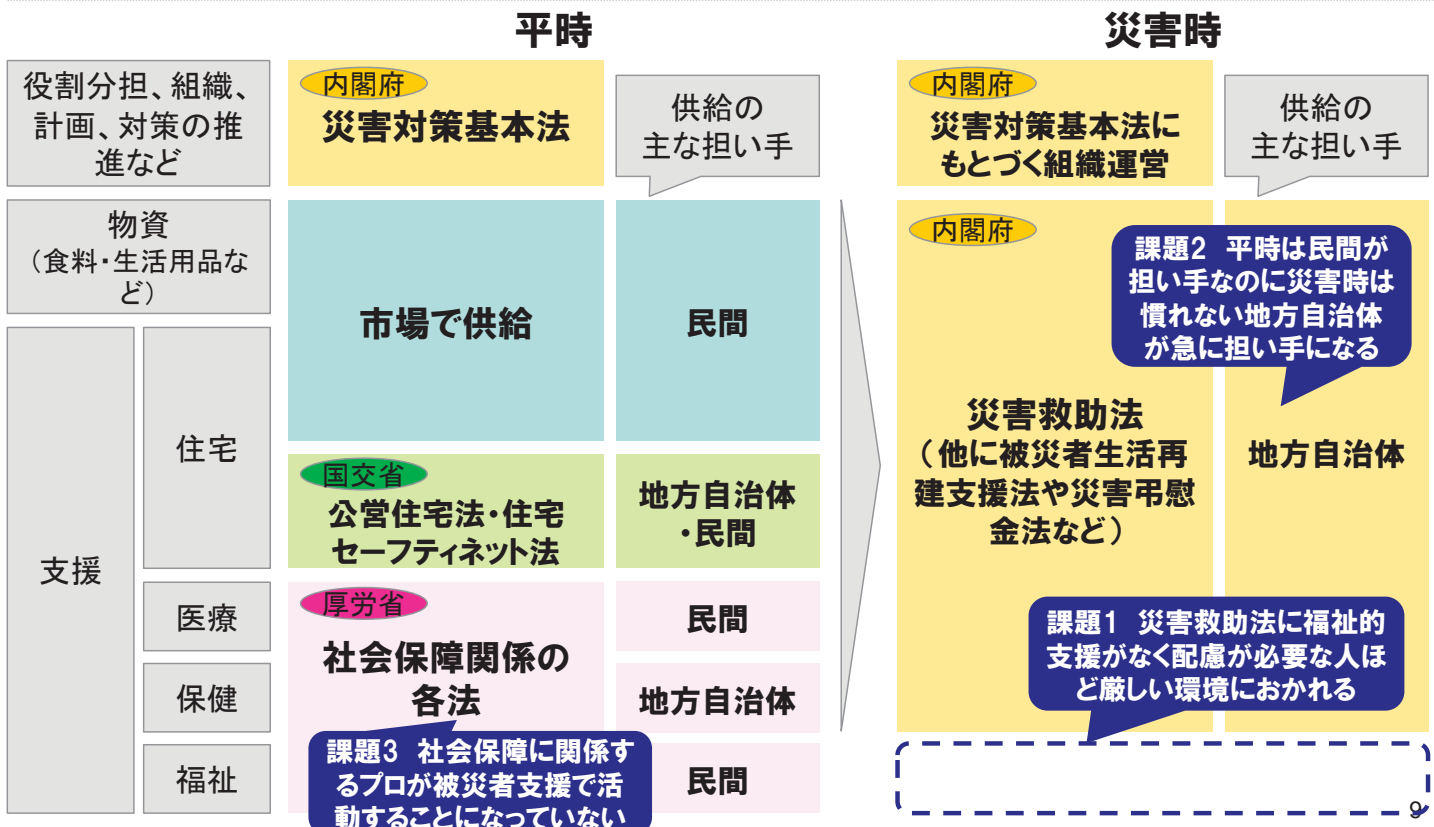 平時
災害時
役割分担、組織、
計画、対策の推
進など
内閣府
災害対策基本法
供給の
主な担い手
内閣府
災害対策基本法に
もとづく組織運営
供給の
主な担い手
物資
（食料・生活用品な
ど）
市場で供給
民間
内閣府
課題2 平時は民間が
担い手なのに災害時は
慣れない地方自治体
が急に担い手になる
災害救助法
（他に被災者生活再
建支援法や災害弔慰
金法など）
地方自治体
支援
住宅
国交省
公営住宅法・住宅
セーフティネット法
地方自治体
・民間
医療
厚労省
社会保障関係の
各法
民間
課題1 災害救助法に福祉的
支援がなく配慮が必要な人ほ
ど厳しい環境におかれる
保健
地方自治体
福祉
課題3 社会保障に関係す
るプロが被災者支援で活
動することになっていない
民間
9